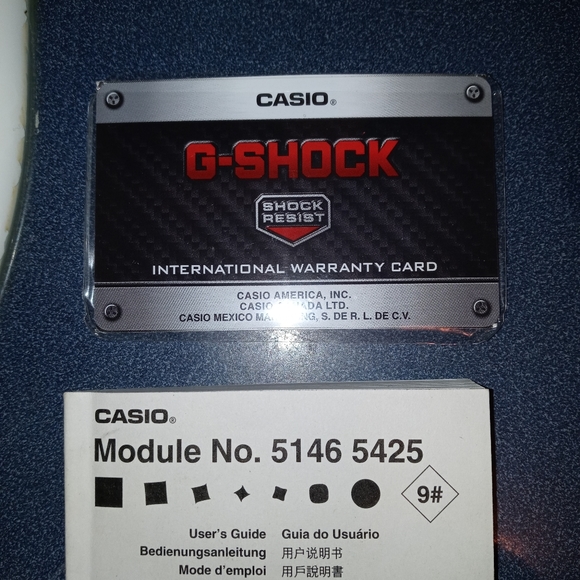 CASIO®
G-SHOCK
SHOCK
RESIST
INTERNATIONAL WARRANTY CARD
CASIO AMERICA, INC.
CASIO LTD.
CASIO MEXICO S. DE R. L. DE C.V.
CASIO®
Module No. 5146 5425
9#
User's Guide Guia do Usuário
Bedienungsanleitung 用户说明书
Mode d'emploi 用戶說明書